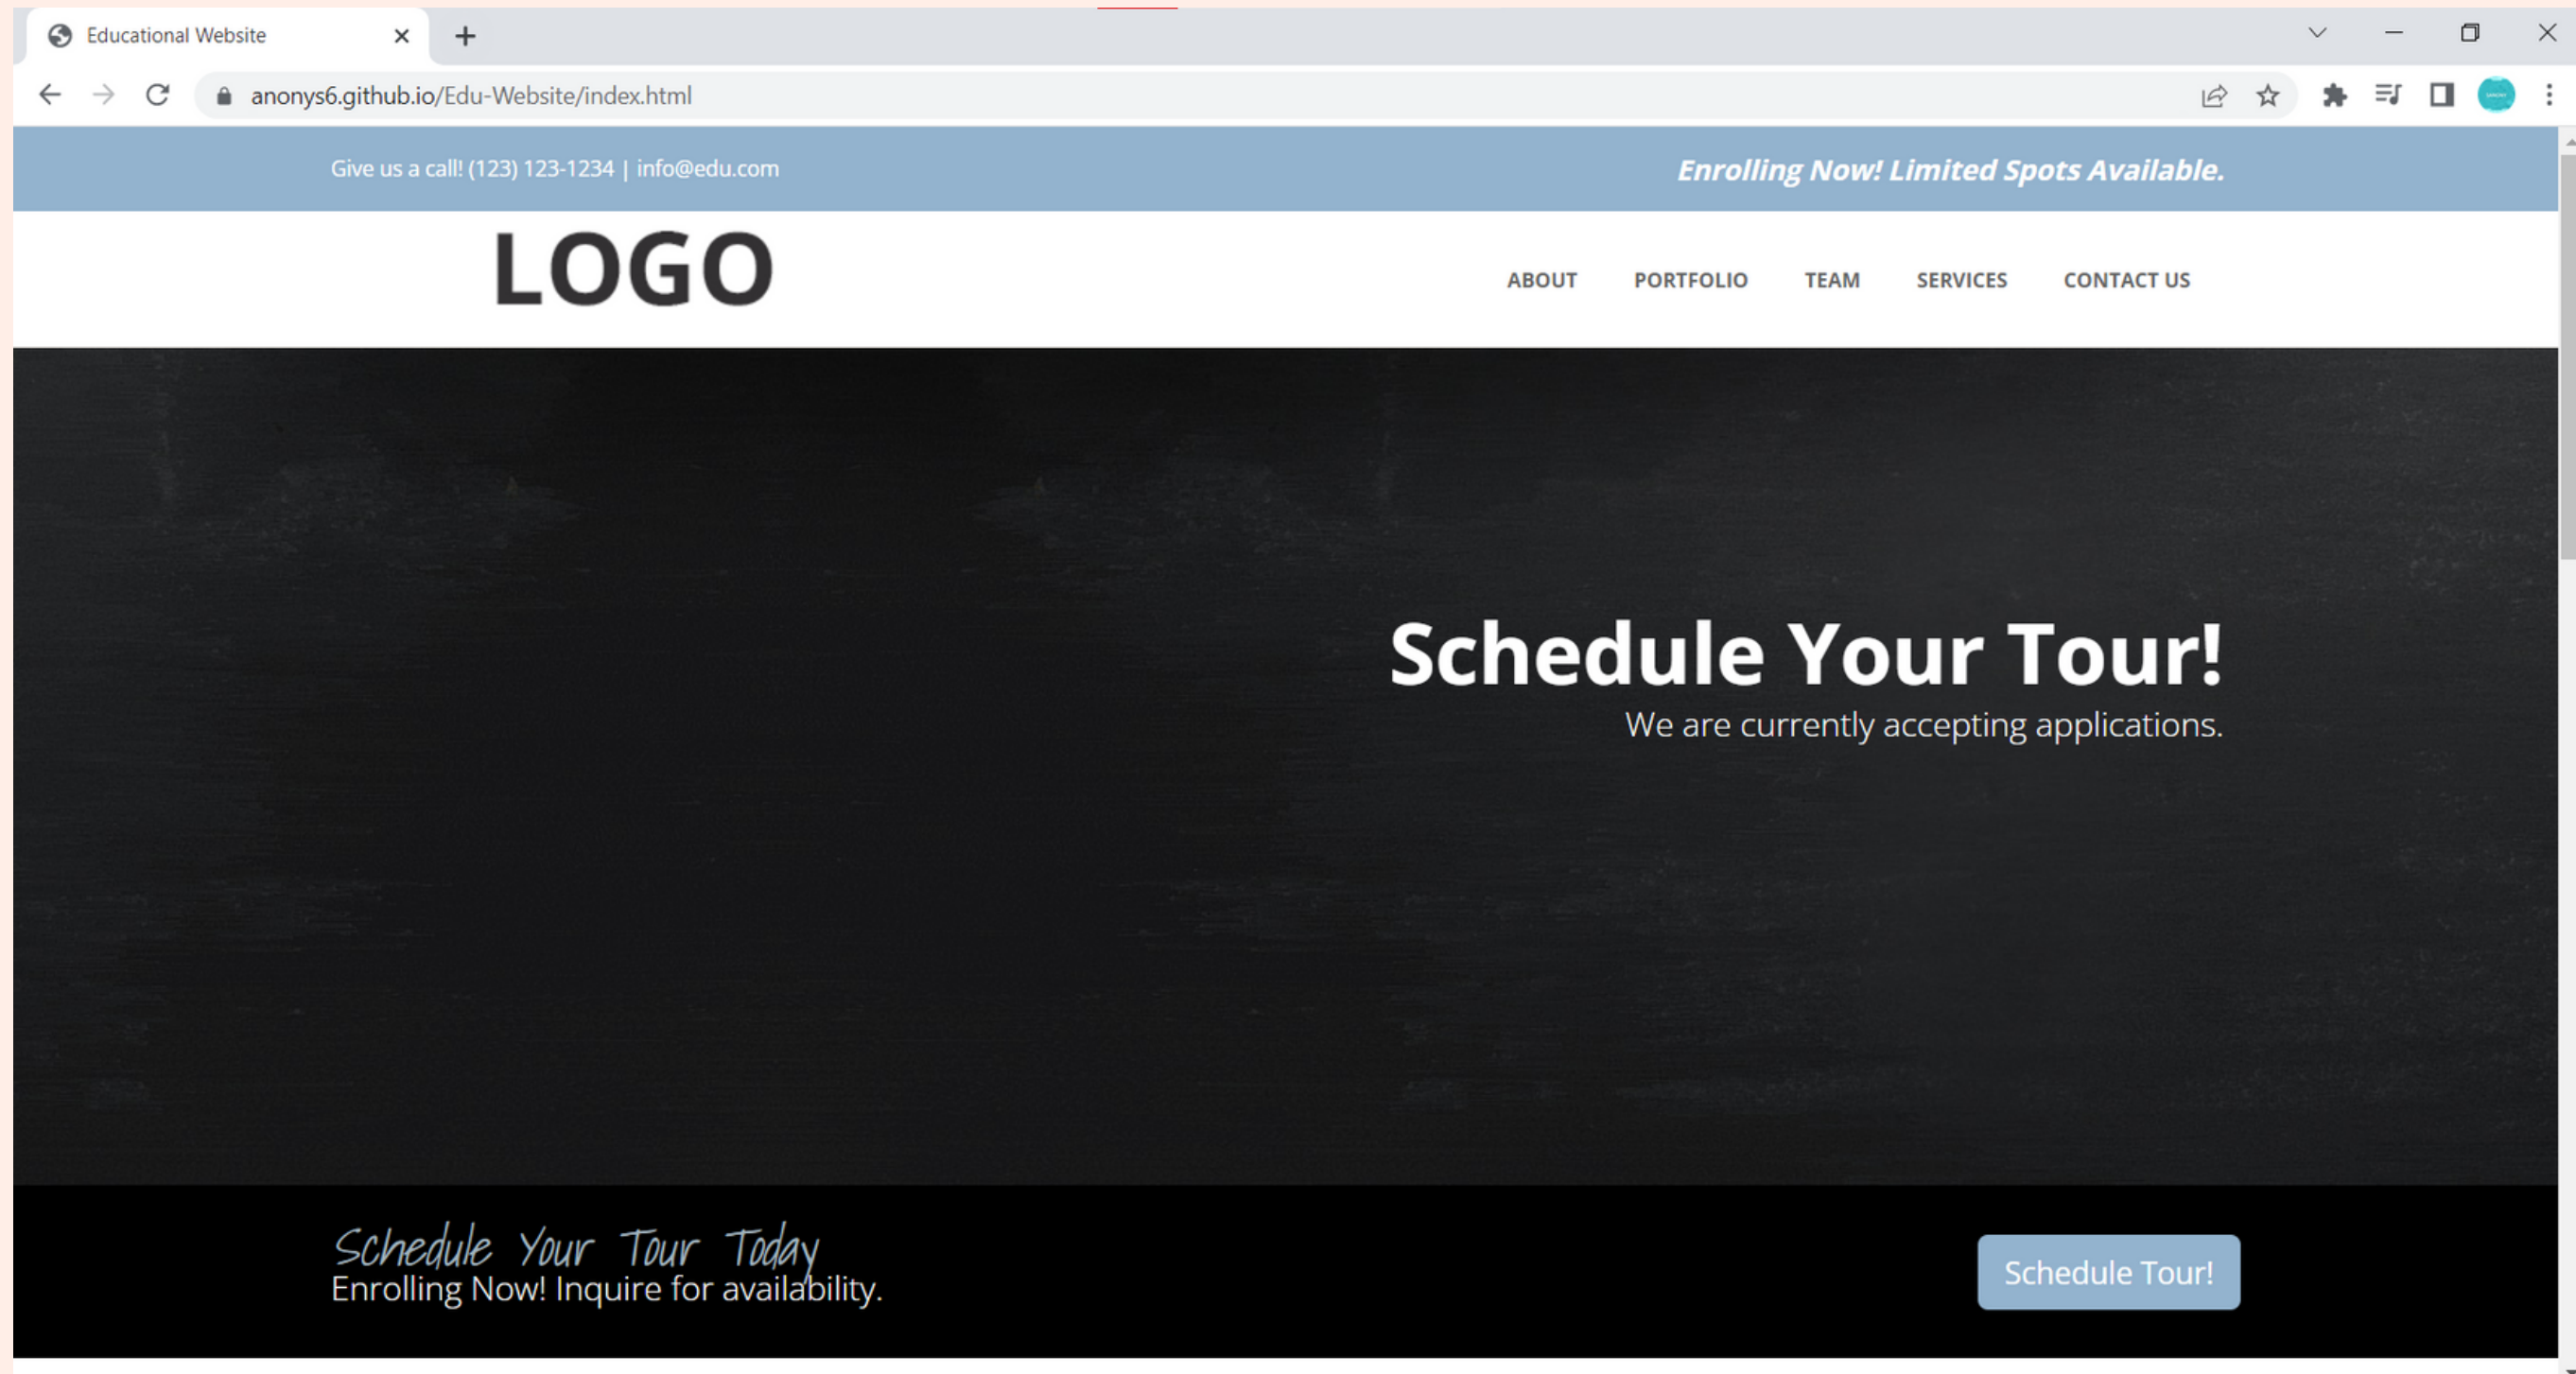 Educational Website
anonys6.github.io/Edu-Website/index.html
Give us a call! (123) 123-1234 | info@edu.com
Enrolling Now! Limited Spots Available.
LOGO
ABOUT PORTFOLIO TEAM SERVICES CONTACT US
Schedule Your Tour!
We are currently accepting applications.
Schedule Your Tour Today
Enrolling Now! Inquire for availability.
Schedule Tour!